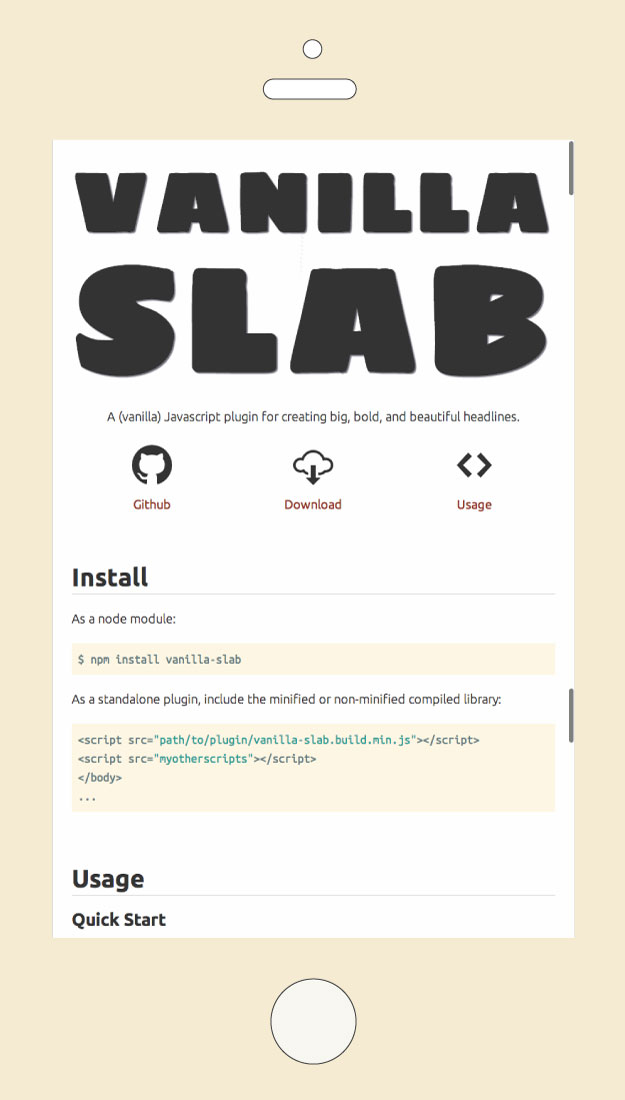 VANILLA
SLAB
A (vanilla) Javascript plugin for creating big, bold, and beautiful headlines.
Github
Download
Usage
Install
As a node module:
$ npm install vanilla-slab
As a standalone plugin, include the minified or non-minified compiled library:
<script src="path/to/plugin/vanilla-slab.build.min.js"></script>
<script src="myotherscripts"></script>
</body>
...
Usage
Quick Start